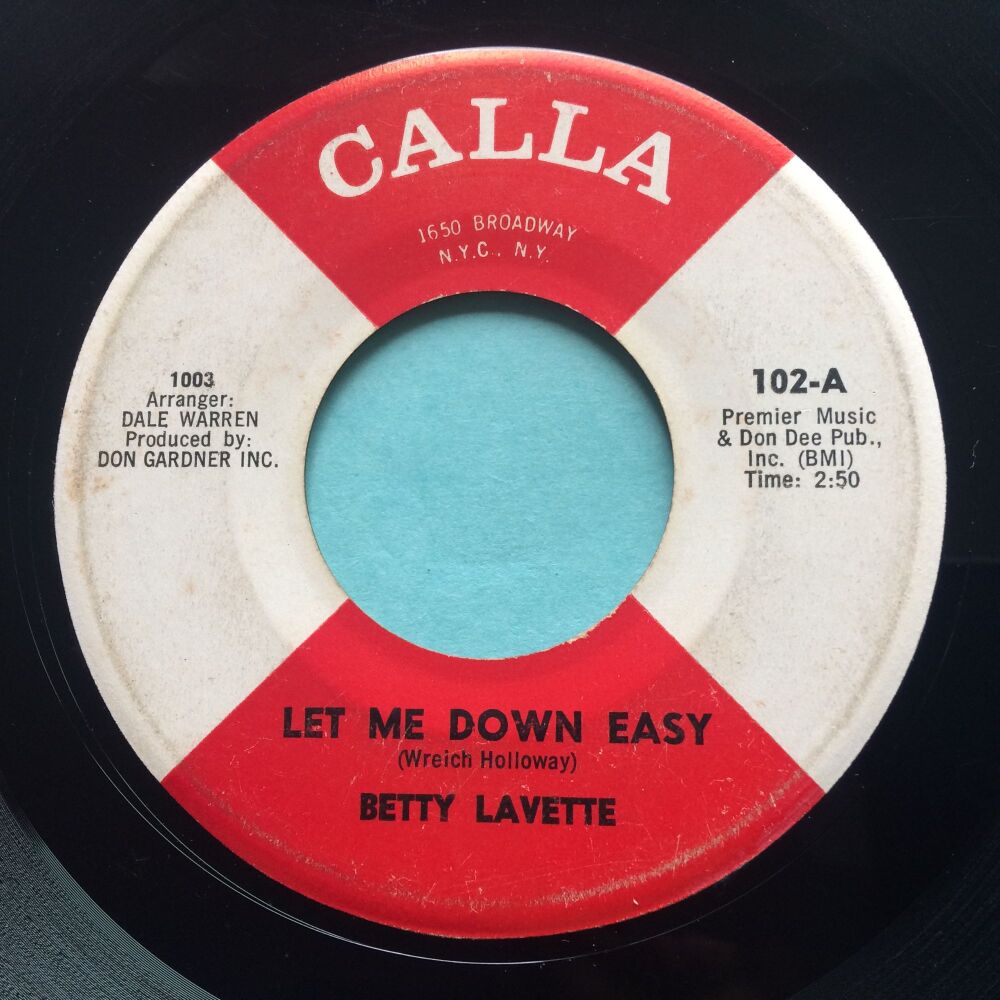 CALLA
1650 BROADWAY
N.Y.C., N.Y.
1003
Arranger:
DALE WARREN
Produced by:
DON GARDNER INC.
102-A
Premier Music
& Don Dee Pub.,
Inc. (BMI)
Time: 2:50
LET ME DOWN EASY
(Wreich Holloway)
BETTY LAVETTE